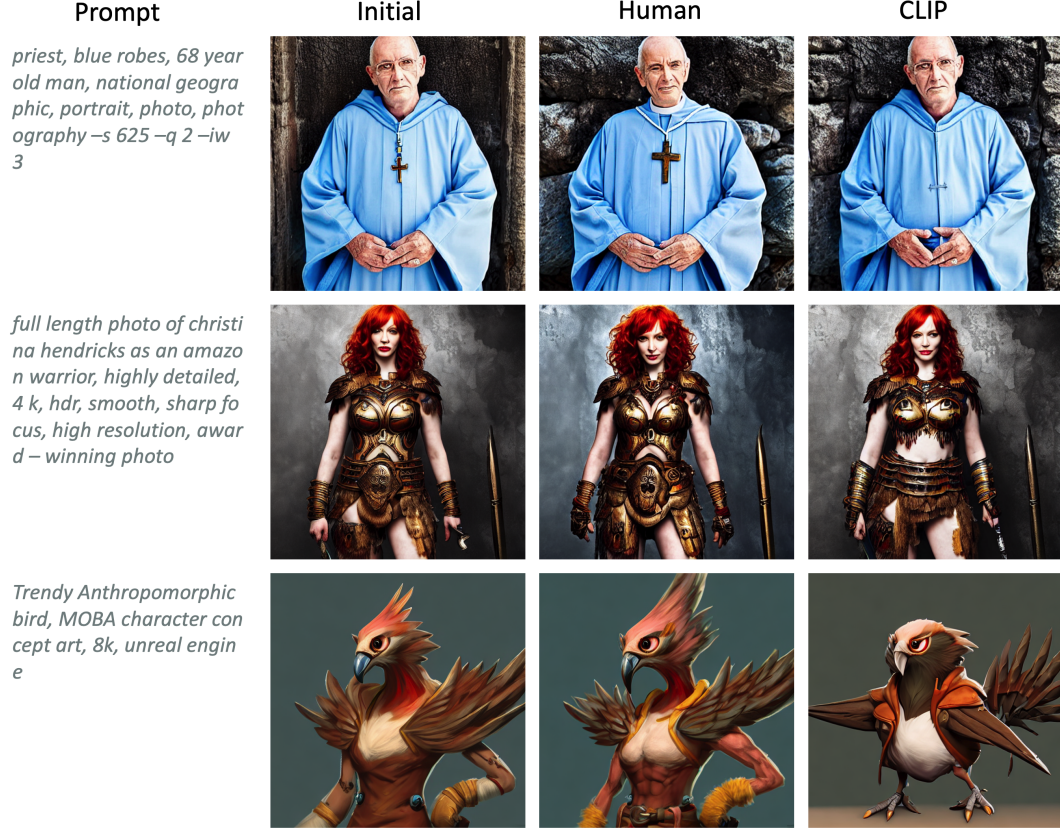 Prompt Initial Human CLIP
priest, blue robes, 68 year
old man, national geogra
phic, portrait, photo, phot
ography –s 625 –q 2 –iw
3
full length photo of christi
na hendricks as an amazo
n warrior, highly detailed,
4 k, hdr, smooth, sharp fo
cus, high resolution, awar
d – winning photo
Trendy Anthropomorphic
bird, MOBA character con
cept art, 8k, unreal engin
e